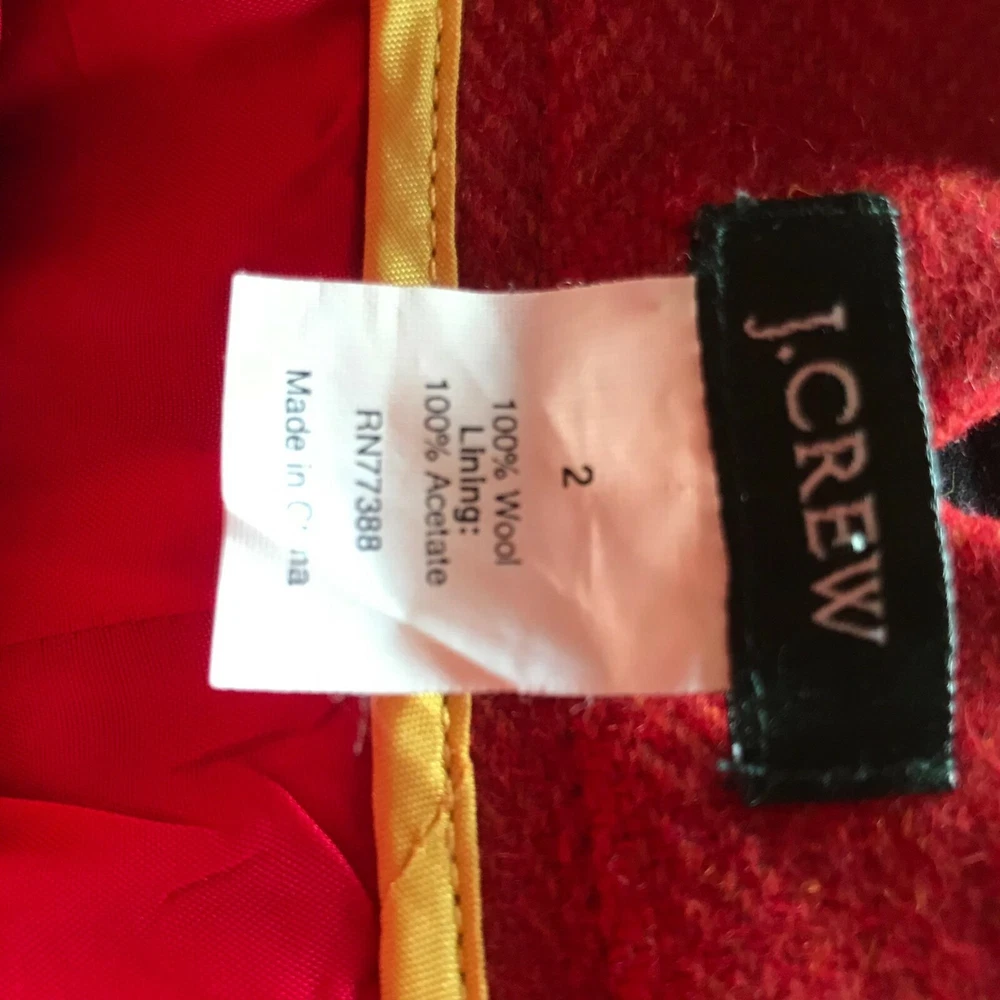 J.CREW
2
100% Wool
Lining:
100% Acetate
RN77388
Made in